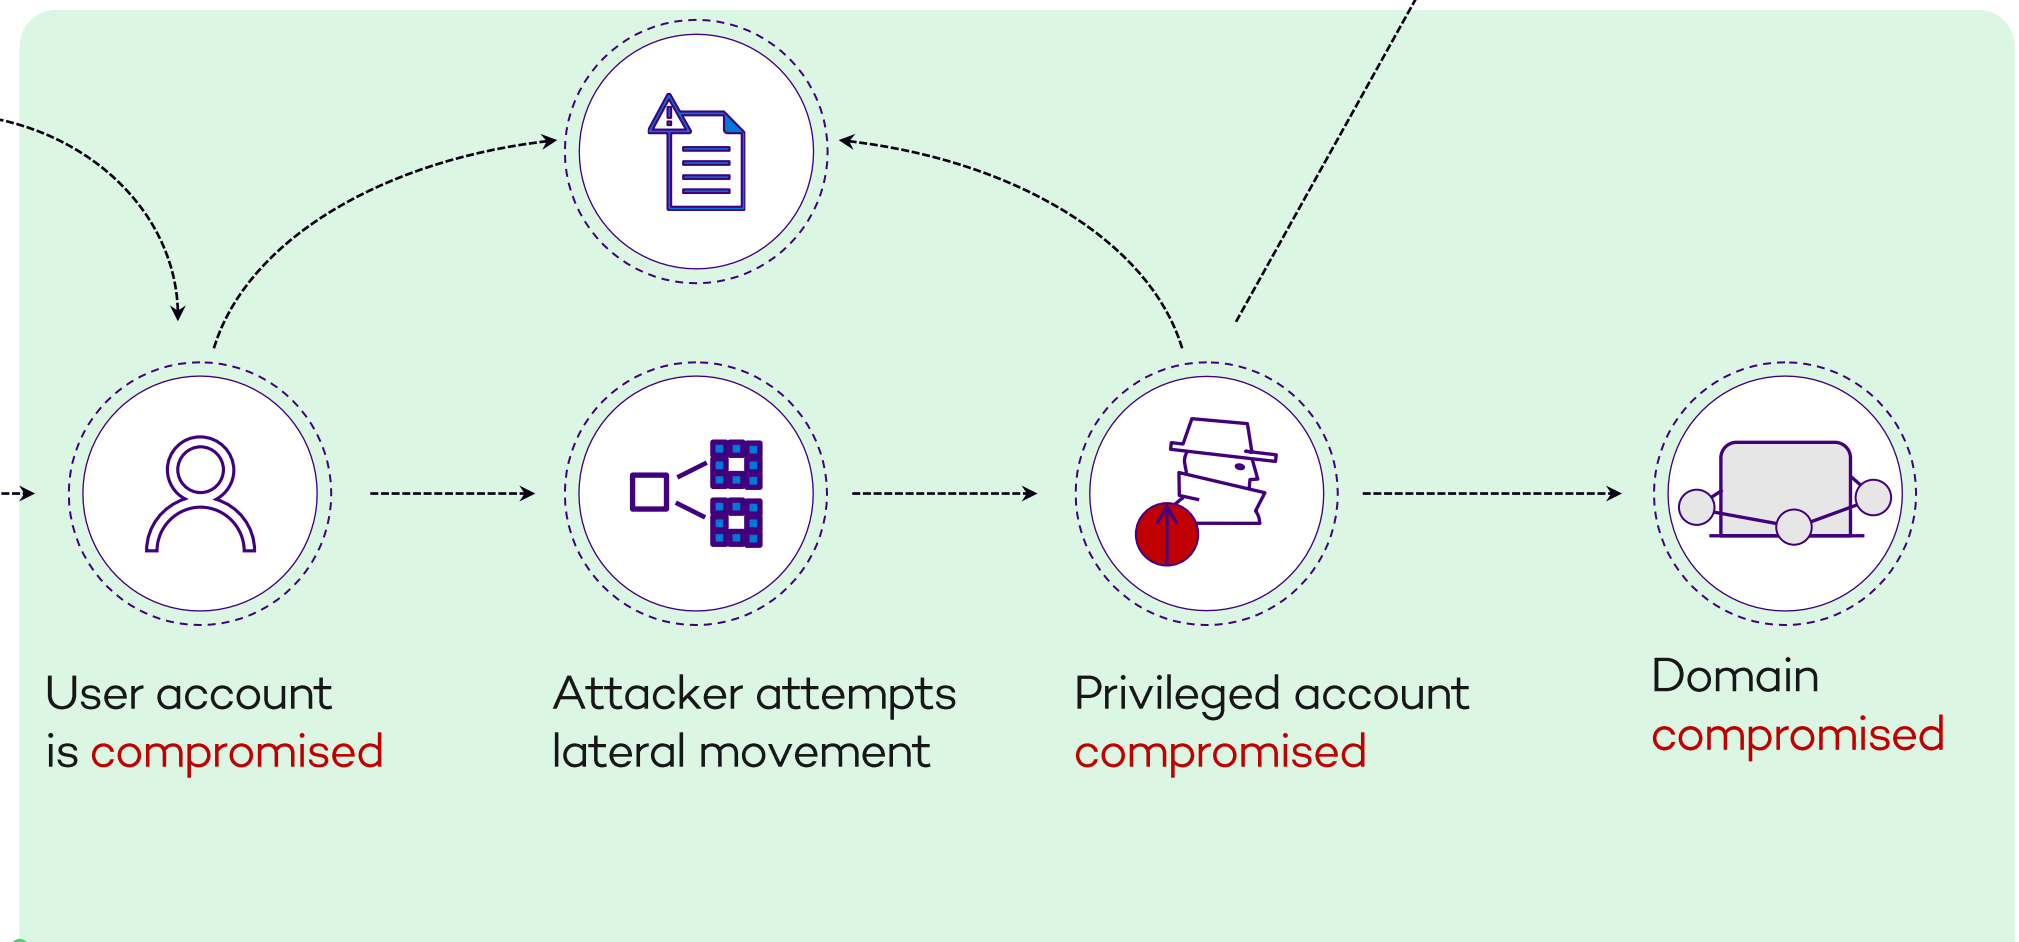 User account
is compromised
Attacker attempts
lateral movement
Privileged account
compromised
Domain
compromised